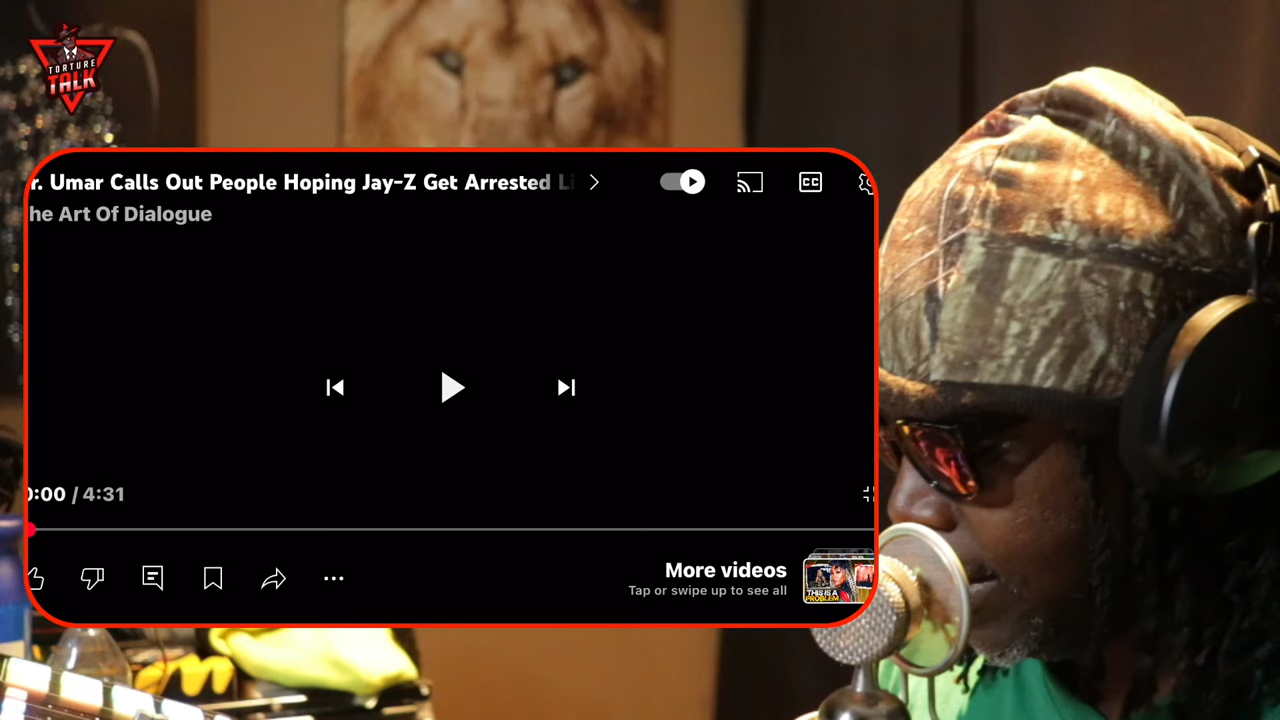 TORTURE
TALK
r. Umar Calls Out People Hoping Jay-Z Get Arrested Li
he Art Of Dialogue
CC
0:00 / 4:31
More videos
Tap or swipe up to see all
THIS IS A
PROBLEM